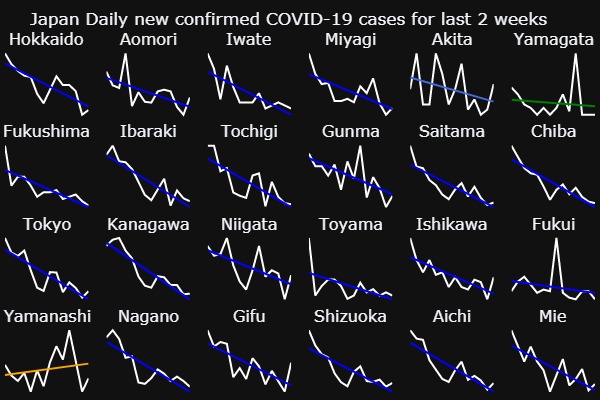 Japan Daily new confirmed COVID-19 cases for last 2 weeks
Hokkaido Aomori Iwate Miyagi Akita Yamagata
Fukushima Ibaraki Tochigi Gunma Saitama Chiba
Tokyo Kanagawa Niigata Toyama Ishikawa Fukui
Yamanashi Nagano Gifu Shizuoka Aichi Mie